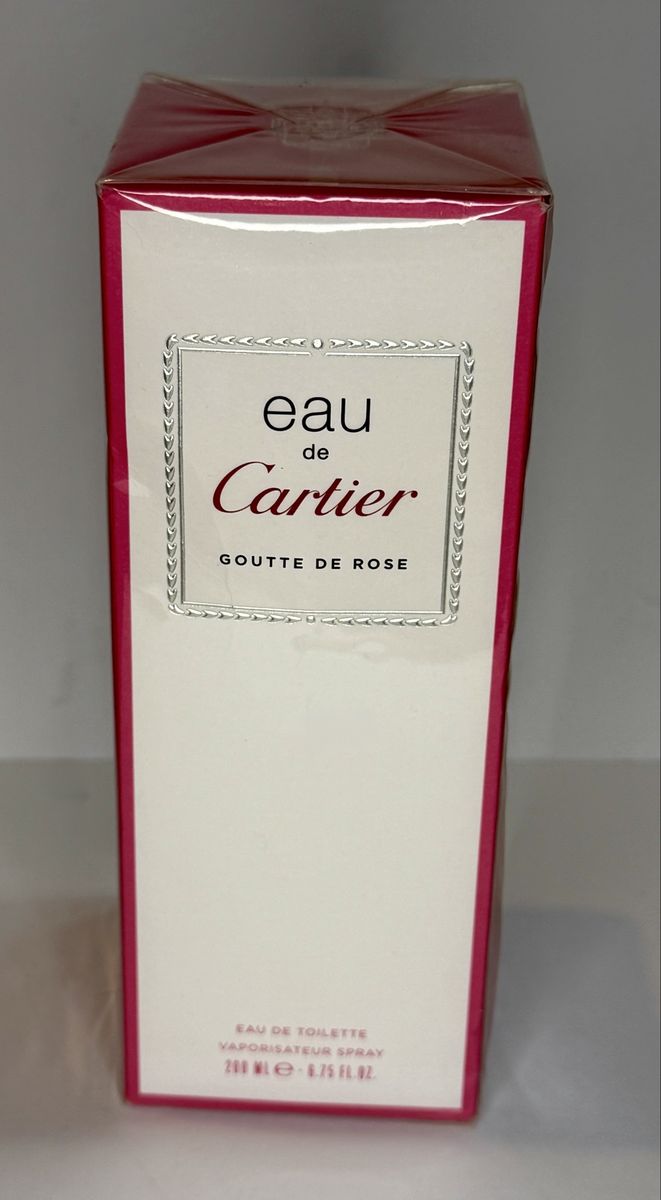 eau
de
Cartier
GOUTTE DE ROSE
EAU DE TOILETTE
VAPORISATEUR SPRAY
200 ML ℮ - 6.75 FL.OZ.